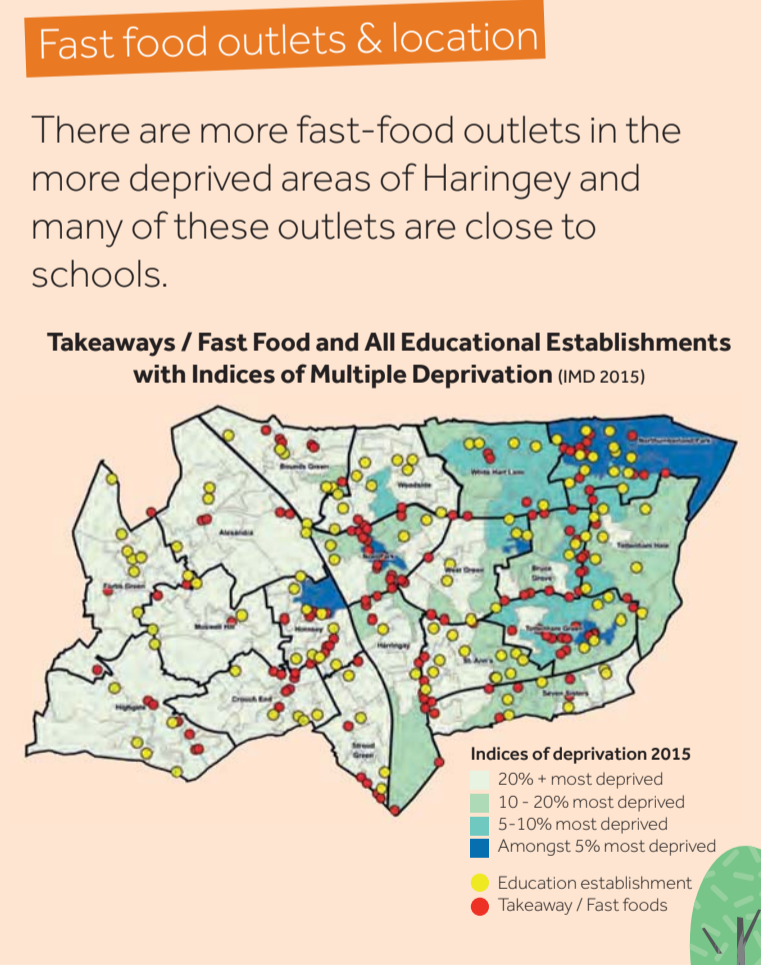 Fast food outlets & location
There are more fast-food outlets in the
more deprived areas of Haringey and
many of these outlets are close to
schools.
Takeaways / Fast Food and All Educational Establishments
with Indices of Multiple Deprivation (IMD 2015)
Northumberland Park
Bounds Green
White Hart Lane
Woodside
Alexandra
Tottenham Hale
Noel Park
West Green
Bruce
Grove
Fortis Green
Muswell Hill
Hornsey
Tottenham Green
Harringay
St. Ann's
Seven Sisters
Crouch End
Highgate
Stroud
Green
Indices of deprivation 2015
20% + most deprived
10 - 20% most deprived
5-10% most deprived
Amongst 5% most deprived
Education establishment
Takeaway / Fast foods